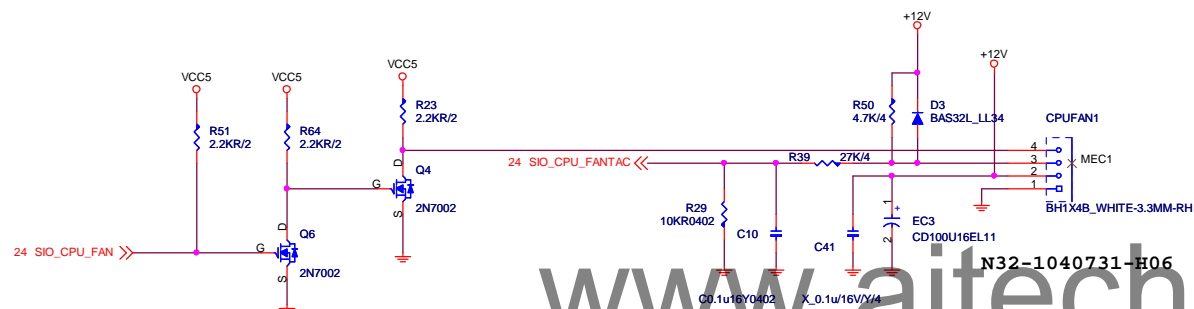 +12V
+12V
VCC5
VCC5
VCC5
R51
2.2KR/2
R64
2.2KR/2
R23
2.2KR/2
R50
4.7K/4
D3
BAS32L_LL34
CPUFAN1
4
3
2
1
MEC1
BH1X4B_WHITE-3.3MM-RH
24 SIO_CPU_FANTAC
R39
27K/4
D
G
S
Q4
2N7002
R29
10KR0402
C10
C41
1
+
2
EC3
CD100U16EL11
24 SIO_CPU_FAN
D
G
S
Q6
2N7002
N32-1040731-H06
C0.1u16Y0402
X_0.1u/16V/Y/4
www.aitech